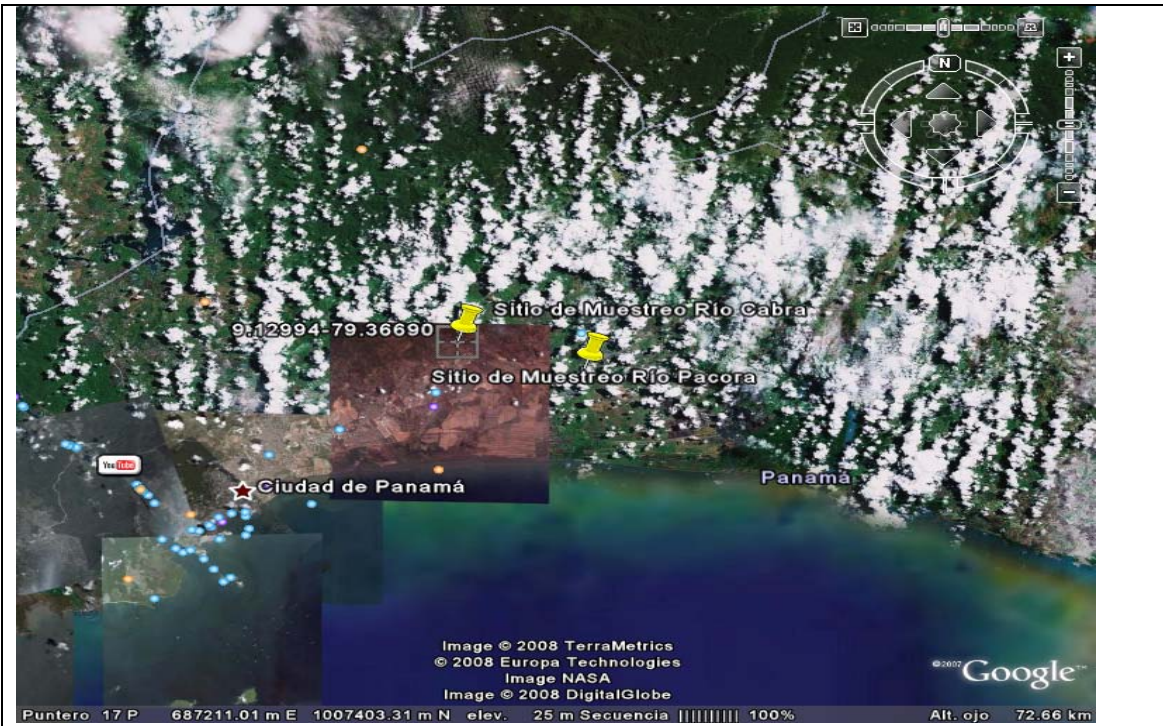 N
Sitio de Muestreo Río Cabra
9.12994-79.36690
Sitio de Muestreo Río Pacora
You Tube
Panamá
Ciudad de Panamá
Image © 2008 TerraMetrics
© 2008 Europa Technologies
Image NASA
Image © 2008 DigitalGlobe
©2007 Google™
Puntero 17 P 687211.01 m E 1007403.31 m N elev. 25 m Secuencia |||||||||| 100% Alt. ojo 72.66 km